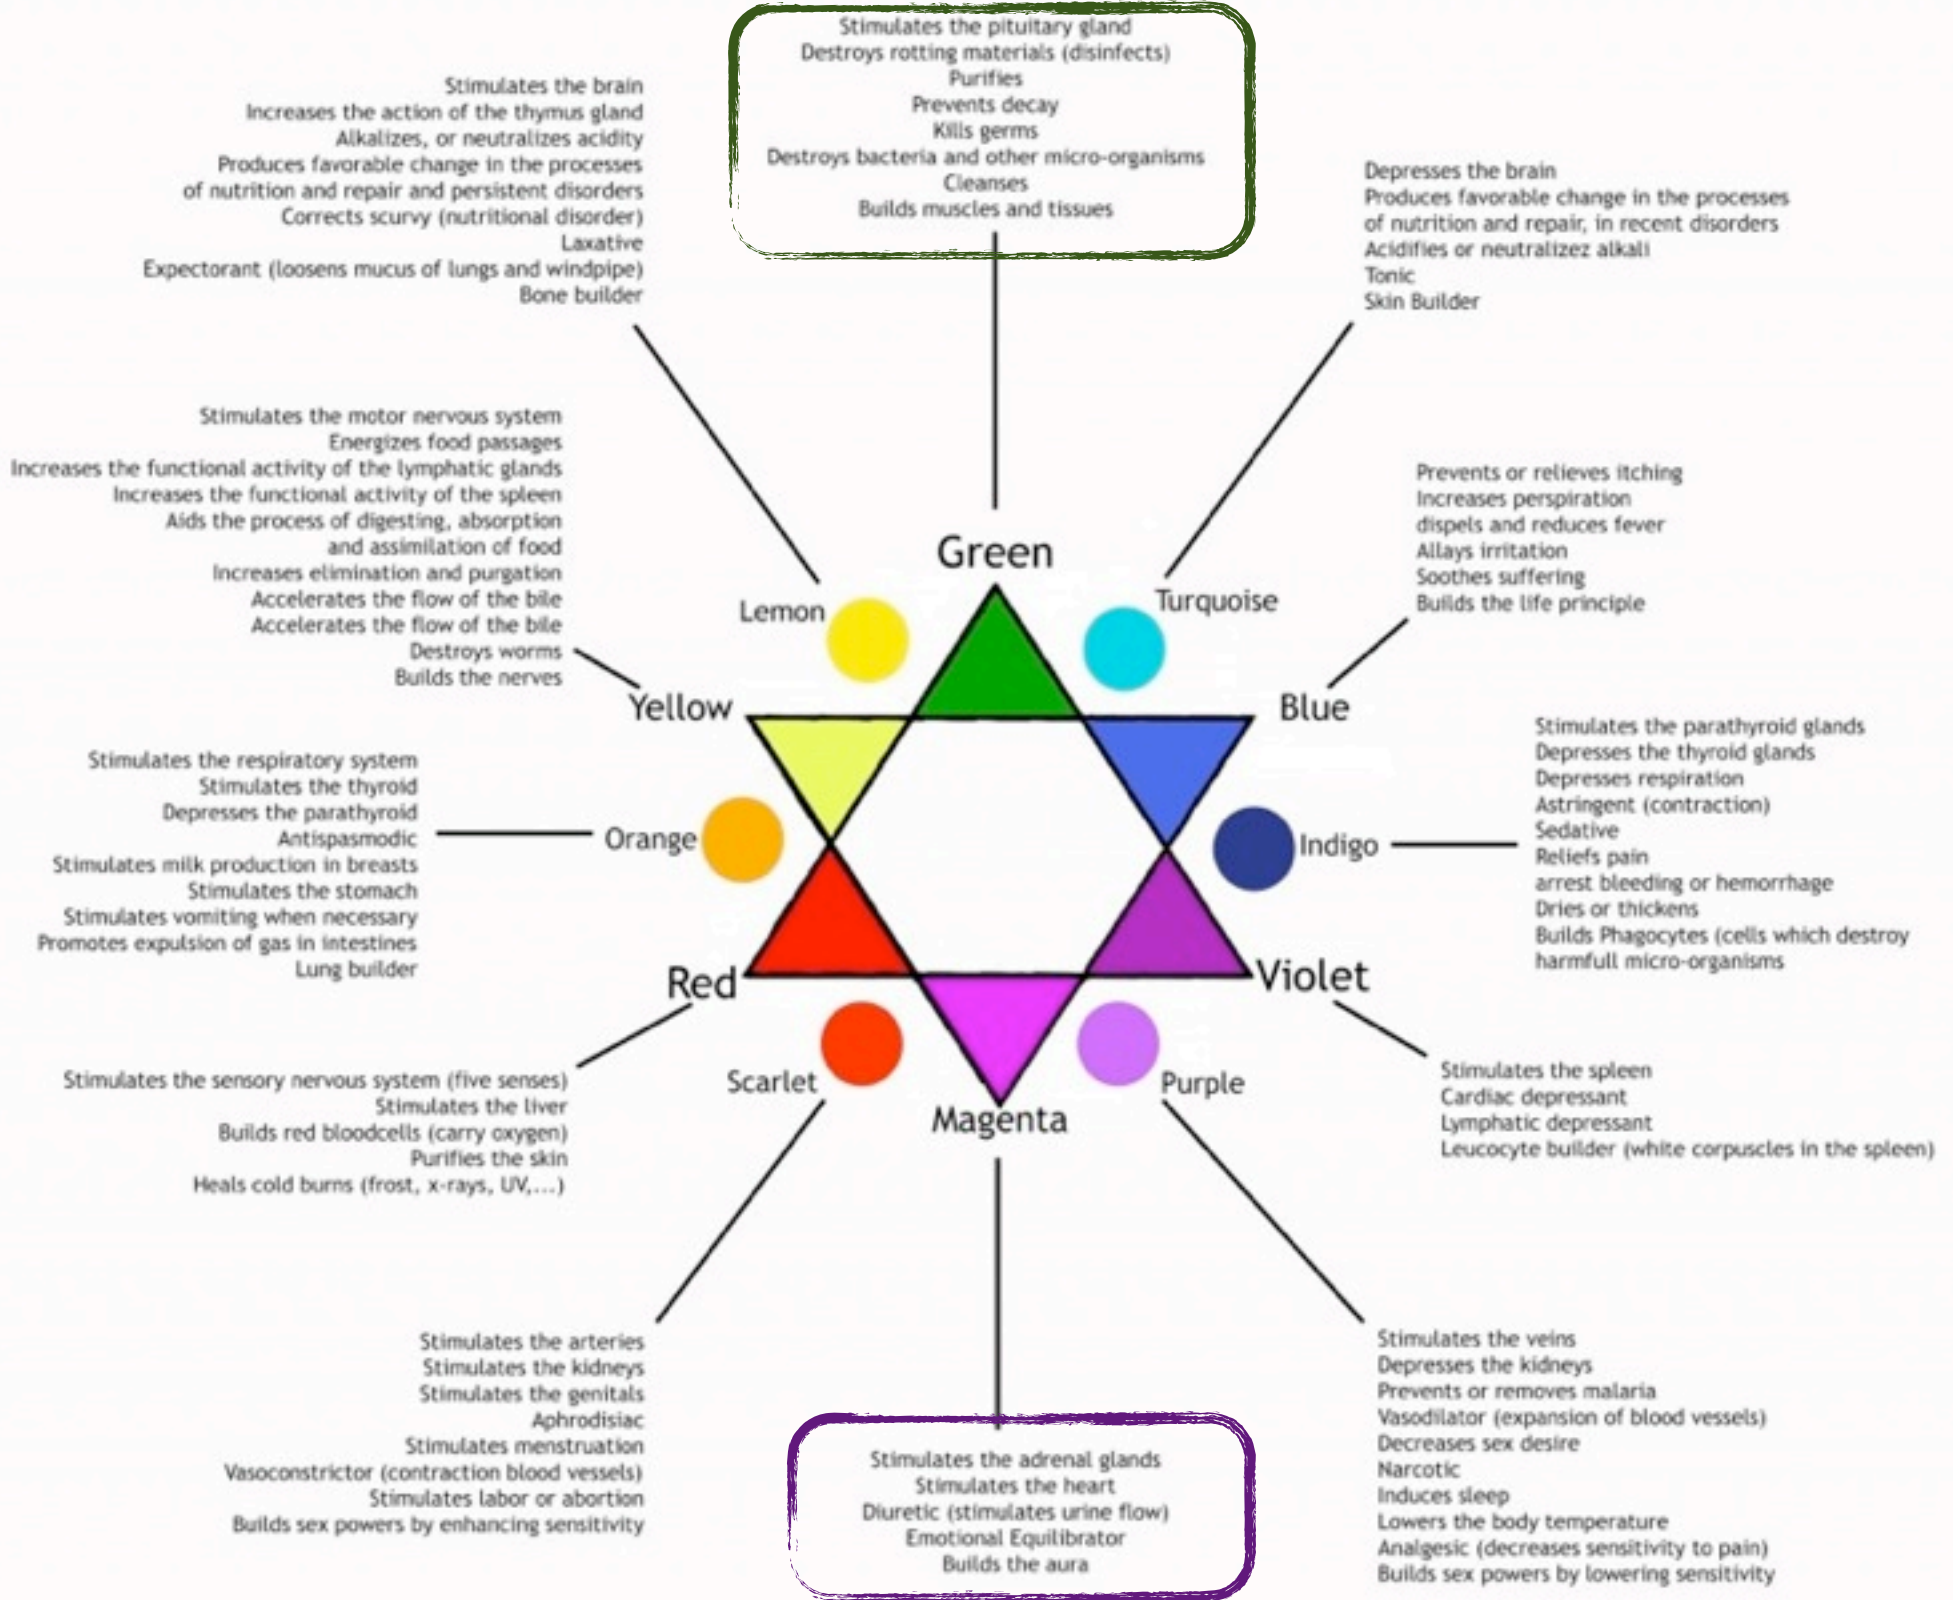 Stimulates the pituitary gland
Destroys rotting materials (disinfects)
Purifies
Prevents decay
Kills germs
Destroys bacteria and other micro-organisms
Cleanses
Builds muscles and tissues
Stimulates the brain
Increases the action of the thymus gland
Alkalizes, or neutralizes acidity
Produces favorable change in the processes
of nutrition and repair and persistent disorders
Corrects scurvy (nutritional disorder)
Laxative
Expectorant (loosens mucus of lungs and windpipe)
Bone builder
Depresses the brain
Produces favorable change in the processes
of nutrition and repair, in recent disorders
Acidifies or neutralizez alkali
Tonic
Skin Builder
Stimulates the motor nervous system
Energizes food passages
Increases the functional activity of the lymphatic glands
Increases the functional activity of the spleen
Aids the process of digesting, absorption
and assimilation of food
Increases elimination and purgation
Accelerates the flow of the bile
Accelerates the flow of the bile
Destroys worms
Builds the nerves
Prevents or relieves itching
Increases perspiration
dispels and reduces fever
Allays irritation
Soothes suffering
Builds the life principle
Green
Lemon
Turquoise
Yellow
Blue
Stimulates the respiratory system
Stimulates the thyroid
Depresses the parathyroid
Antispasmodic
Stimulates milk production in breasts
Stimulates the stomach
Stimulates vomiting when necessary
Promotes expulsion of gas in intestines
Lung builder
Orange
Indigo
Stimulates the parathyroid glands
Depresses the thyroid glands
Depresses respiration
Astringent (contraction)
Sedative
Reliefs pain
arrest bleeding or hemorrhage
Dries or thickens
Builds Phagocytes (cells which destroy
harmfull micro-organisms
Red
Violet
Scarlet
Purple
Magenta
Stimulates the sensory nervous system (five senses)
Stimulates the liver
Builds red bloodcells (carry oxygen)
Purifies the skin
Heals cold burns (frost, x-rays, UV,...)
Stimulates the spleen
Cardiac depressant
Lymphatic depressant
Leucocyte builder (white corpuscles in the spleen)
Stimulates the arteries
Stimulates the kidneys
Stimulates the genitals
Aphrodisiac
Stimulates menstruation
Vasoconstrictor (contraction blood vessels)
Stimulates labor or abortion
Builds sex powers by enhancing sensitivity
Stimulates the adrenal glands
Stimulates the heart
Diuretic (stimulates urine flow)
Emotional Equilibrator
Builds the aura
Stimulates the veins
Depresses the kidneys
Prevents or removes malaria
Vasodilator (expansion of blood vessels)
Decreases sex desire
Narcotic
Induces sleep
Lowers the body temperature
Analgesic (decreases sensitivity to pain)
Builds sex powers by lowering sensitivity